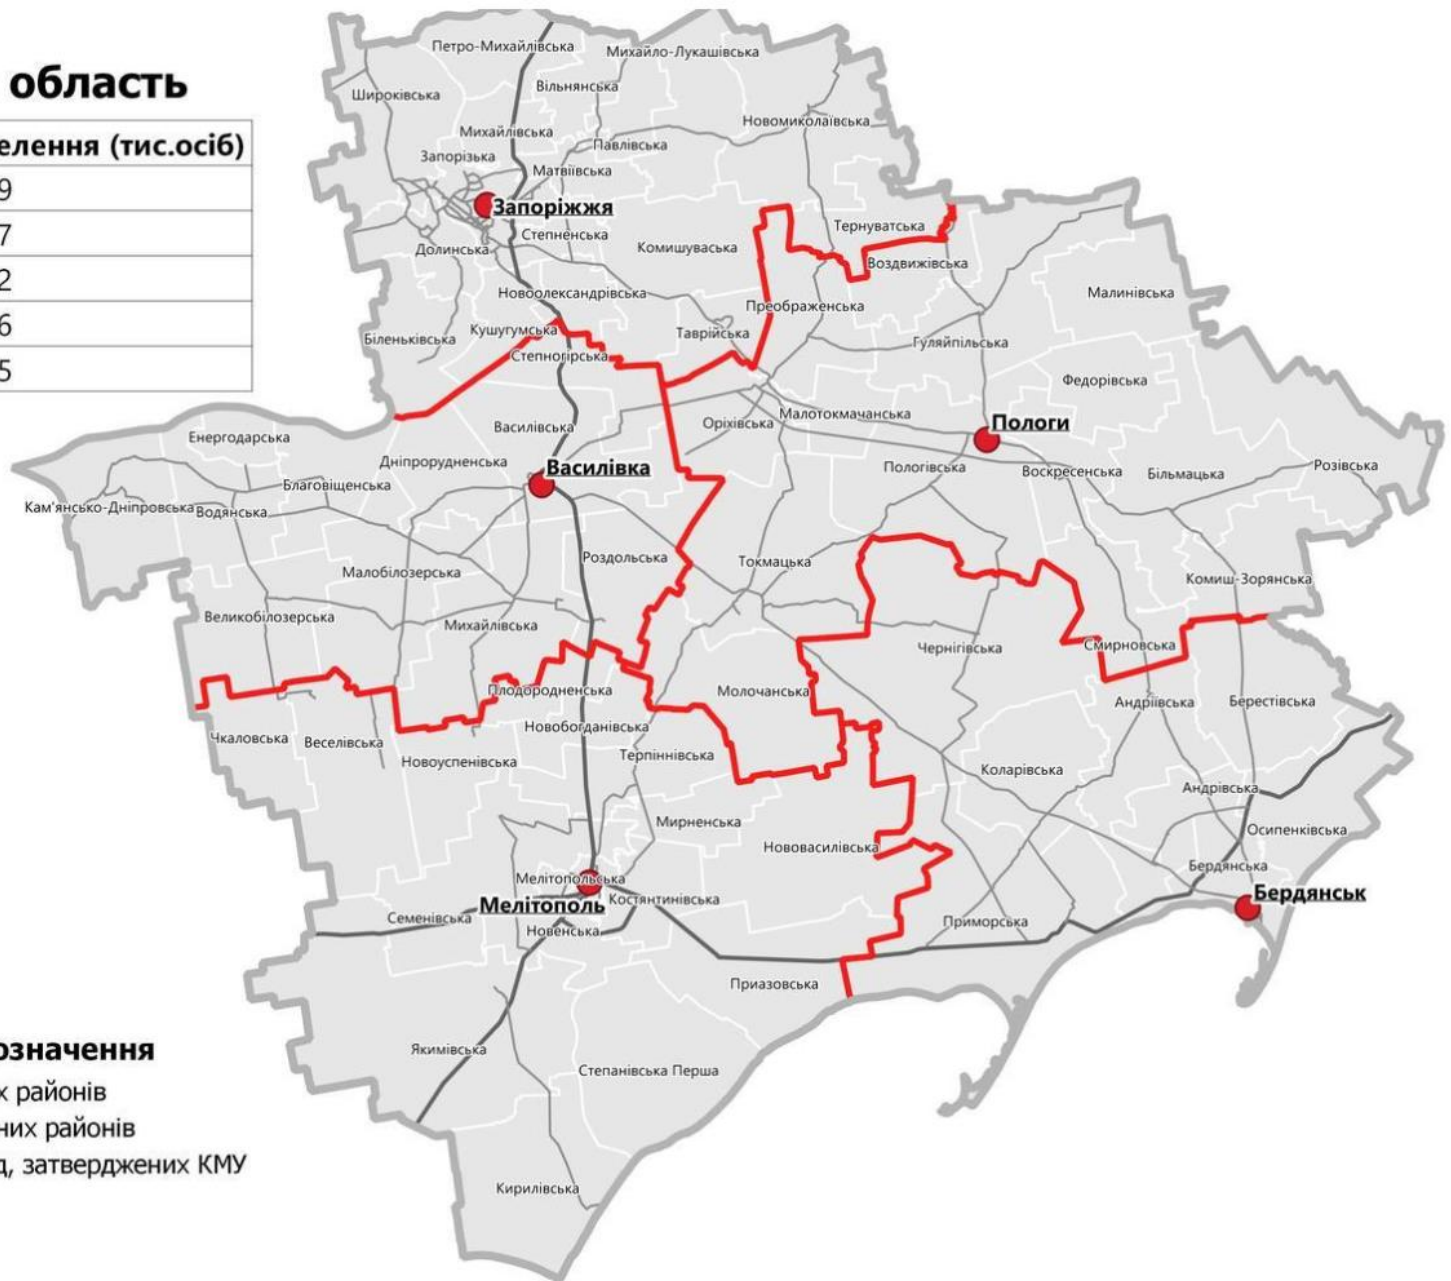 область
елення (тис.осіб)
9
7
2
6
5
Петро-Михайлівська
Михайло-Лукашівська
Вільнянська
Широківська
Новомиколаївська
Михайлівська
Павлівська
Запорізька
Матвіївська
Запоріжжя
Тернуватська
Степненська
Комишуваська
Долинська
Воздвижівська
Новоолександрівська
Малинівська
Преображенська
Кушугумська
Таврійська
Біленьківська
Гуляйпільська
Степногірська
Федорівська
Малотокмачанська
Оріхівська
Пологи
Василівська
Енергодарська
Дніпрорудненська
Василівка
Пологівська
Воскресенська
Більмацька
Розівська
Благовіщенська
Кам'янсько-Дніпровська
Водянська
Роздольська
Токмацька
Малобілозерська
Комиш-Зорянська
Великобілозерська
Михайлівська
Чернігівська
Смирновська
Плодородненська
Молочанська
Андріївська
Берестівська
Новобогданівська
Чкаловська
Веселівська
Терпіннівська
Новоуспенівська
Коларівська
Андрівська
Мирненська
Осипенківська
Нововасилівська
Бердянська
Мелітопольська
Бердянськ
Мелітополь
Костянтинівська
Семенівська
Приморська
Новенська
Приазовська
Якимівська
Степанівська Перша
Кирилівська
означення
х районів
них районів
д, затверджених КМУ